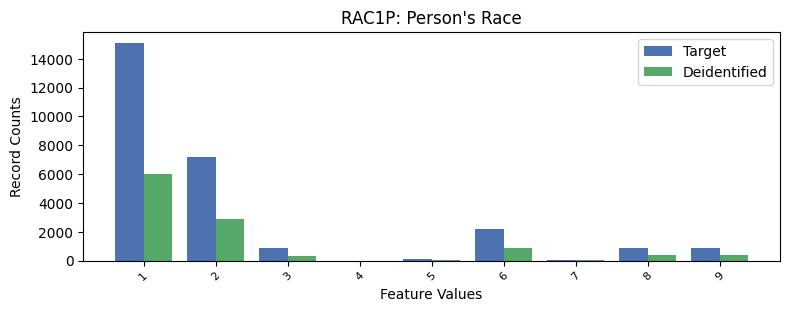 RAC1P: Person's Race
Target
Deidentified
Record Counts
14000
12000
10000
8000
6000
4000
2000
0
1 2 3 4 5 6 7 8 9
Feature Values